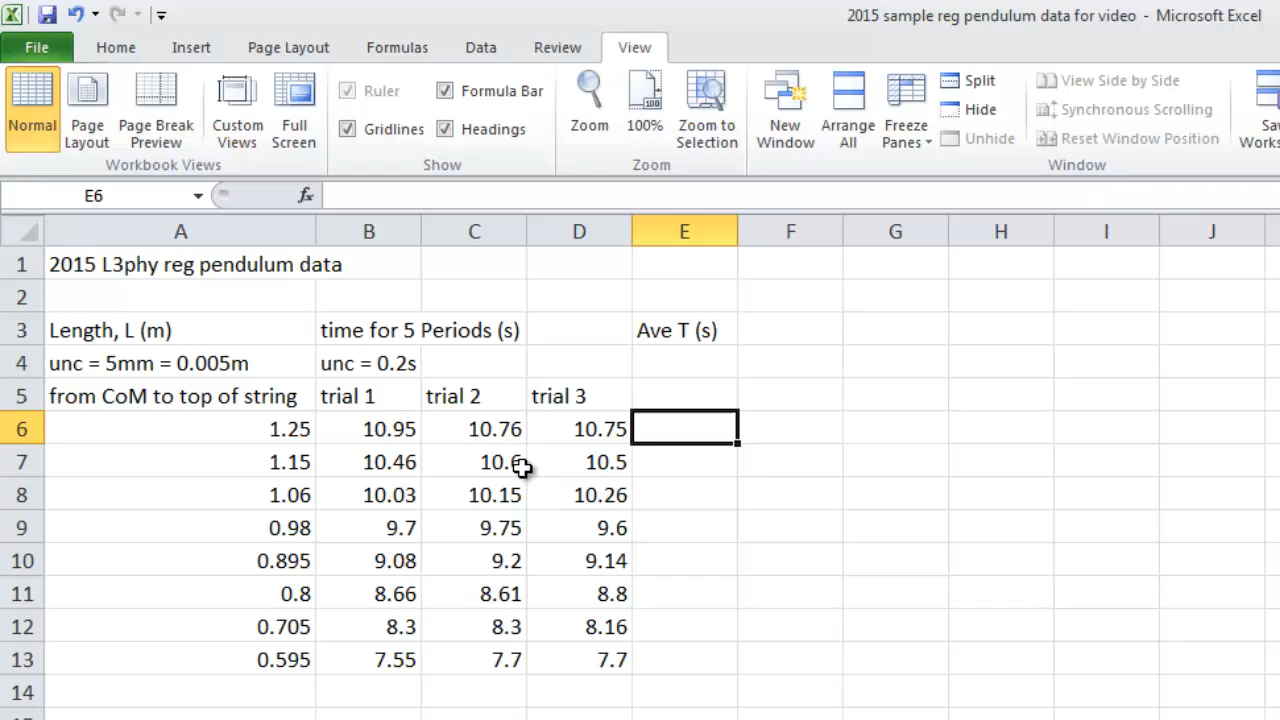 2015 sample reg pendulum data for video - Microsoft Excel
File Home Insert Page Layout Formulas Data Review View
Normal Page Layout Page Break Preview Custom Views Full Screen
Workbook Views
Ruler Formula Bar
Gridlines Headings
Show
Zoom 100% Zoom to Selection
Zoom
New Window Arrange All Freeze Panes
Split View Side by Side
Hide Synchronous Scrolling
Unhide Reset Window Position
Window
E6 fx
A B C D E F G H I J
1 2015 L3phy reg pendulum data
2
3 Length, L (m) time for 5 Periods (s) Ave T (s)
4 unc = 5mm = 0.005m unc = 0.2s
5 from CoM to top of string trial 1 trial 2 trial 3
6 1.25 10.95 10.76 10.75
7 1.15 10.46 10.6 10.5
8 1.06 10.03 10.15 10.26
9 0.98 9.7 9.75 9.6
10 0.895 9.08 9.2 9.14
11 0.8 8.66 8.61 8.8
12 0.705 8.3 8.3 8.16
13 0.595 7.55 7.7 7.7
14